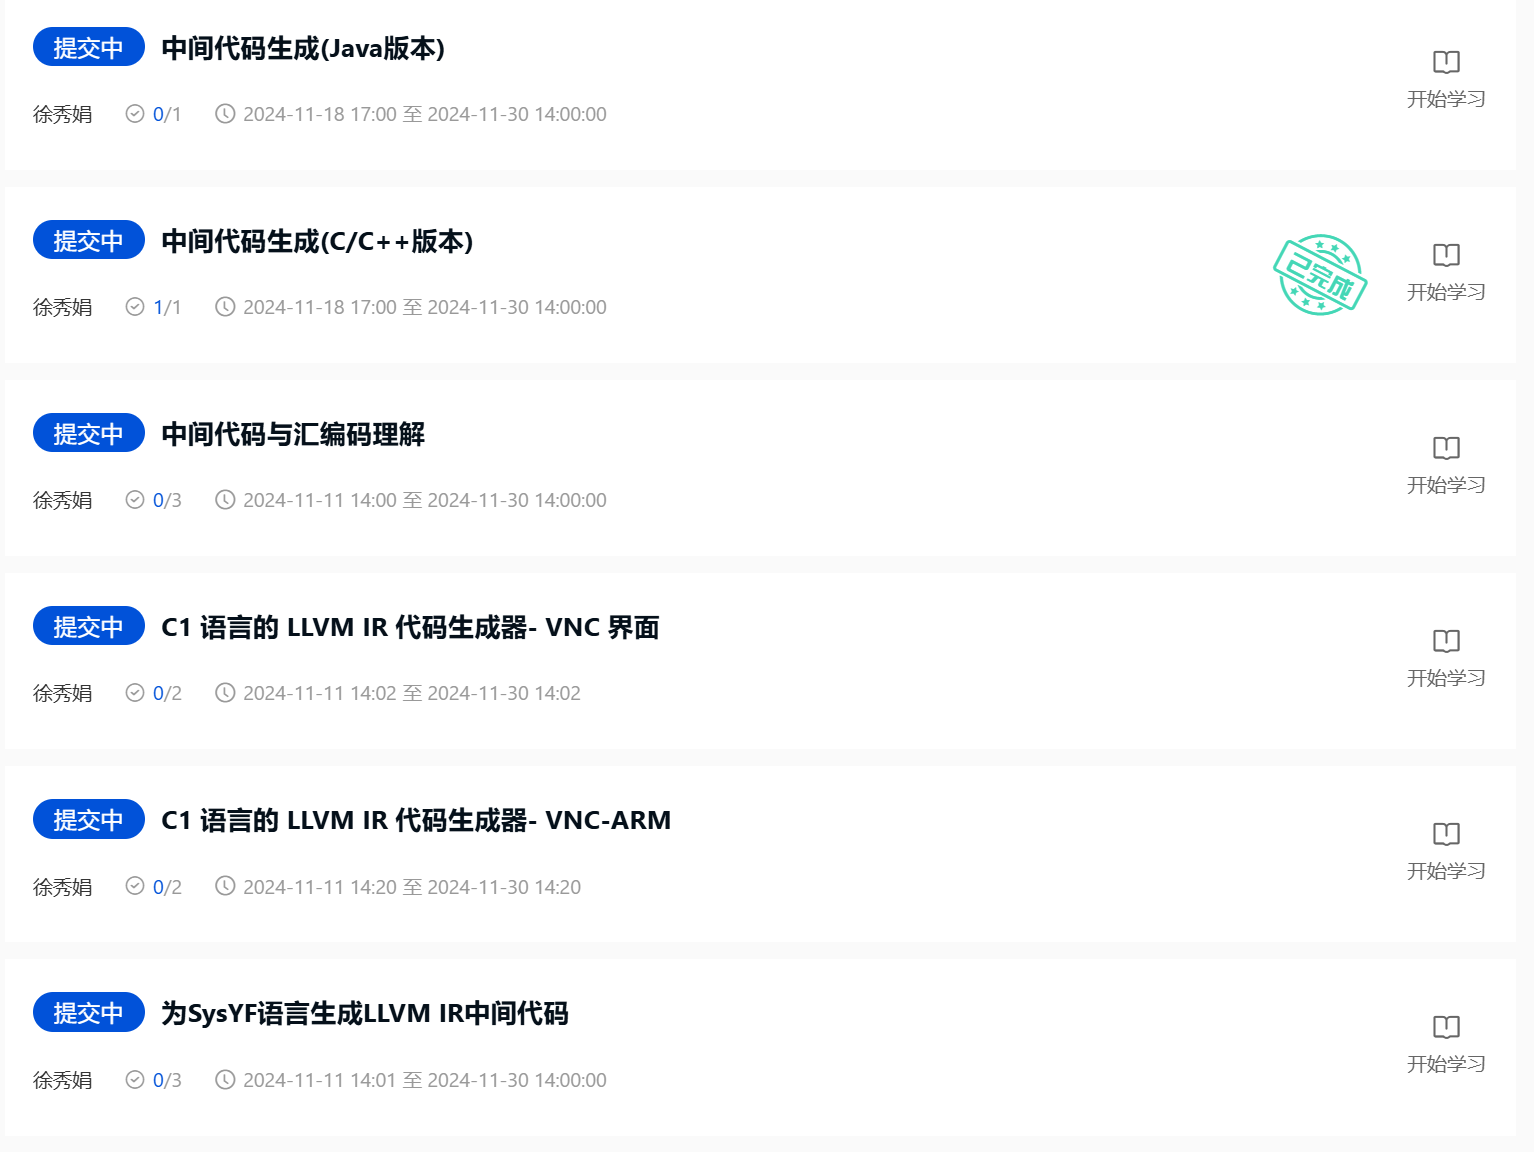 提交中 中间代码生成(Java版本)
徐秀娟 0/1 2024-11-18 17:00 至 2024-11-30 14:00:00
开始学习
提交中 中间代码生成(C/C++版本)
徐秀娟 1/1 2024-11-18 17:00 至 2024-11-30 14:00:00
已完成
开始学习
提交中 中间代码与汇编码理解
徐秀娟 0/3 2024-11-11 14:00 至 2024-11-30 14:00:00
开始学习
提交中 C1 语言的 LLVM IR 代码生成器- VNC 界面
徐秀娟 0/2 2024-11-11 14:02 至 2024-11-30 14:02
开始学习
提交中 C1 语言的 LLVM IR 代码生成器- VNC-ARM
徐秀娟 0/2 2024-11-11 14:20 至 2024-11-30 14:20
开始学习
提交中 为SysYF语言生成LLVM IR中间代码
徐秀娟 0/3 2024-11-11 14:01 至 2024-11-30 14:00:00
开始学习